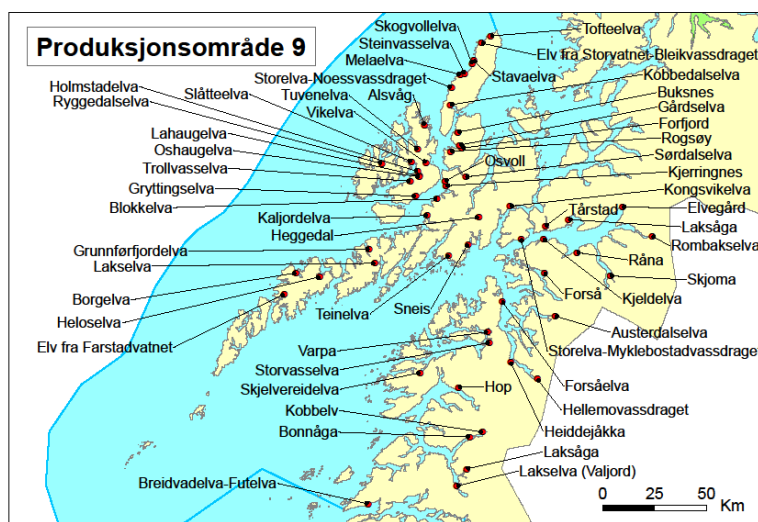 Produksjonsområde 9
Skogvollelva
Steinvasselva
Melaelva
Storelva-Noessvassdraget
Holmstadelva
Slåtteelva
Tuvenelva
Alsvåg
Ryggedalselva
Vikelva
Lahaugelva
Oshaugelva
Trollvasselva
Gryttingselva
Blokkelva
Kaljordelva
Heggedal
Grunnførfjordelva
Lakselva
Borgelva
Heloselva
Teinelva
Sneis
Elv fra Farstadvatnet
Varpa
Storvasselva
Skjelvereidelva
Hop
Kobbelv
Bonnåga
Breidvadelva-Futelva
Tofteelva
Elv fra Storvatnet-Bleikvassdraget
Stavaelva
Kobbedalselva
Buksnes
Gårdselva
Forfjord
Rogsøy
Osvoll
Sørdalselva
Kjerringnes
Kongsvikelva
Tårstad
Elvegård
Laksåga
Rombakselva
Råna
Skjoma
Forså
Kjeldelva
Austerdalselva
Storelva-Myklebostadvassdraget
Forsåelva
Hellemovassdraget
Heiddejåkka
Laksåga
Lakselva (Valjord)
0 25 50
Km